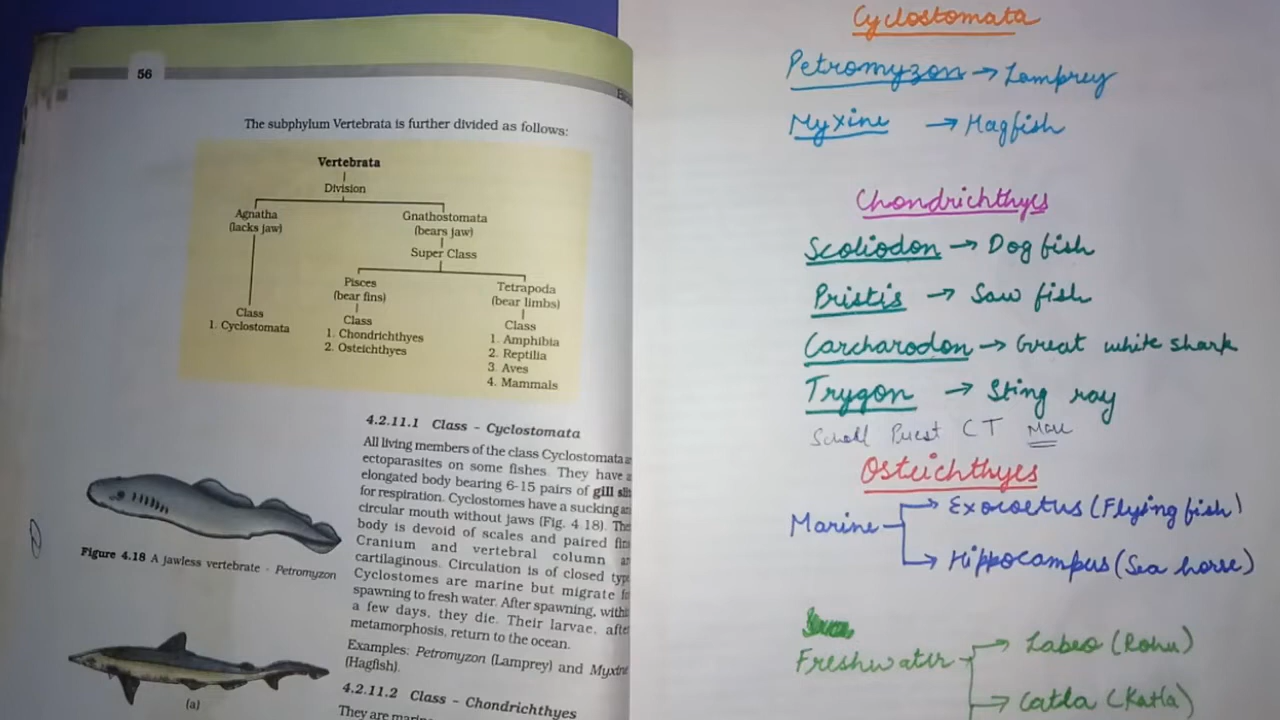 56
The subphylum Vertebrata is further divided as follows:
Vertebrata
Division
Agnatha
(lacks jaw)
Gnathostomata
(bears jaw)
Super Class
Pisces
(bear fins)
Tetrapoda
(bear limbs)
Class
1. Cyclostomata
Class
1. Chondrichthyes
2. Osteichthyes
Class
1. Amphibia
2. Reptilia
3. Aves
4. Mammals
4.2.11.1 Class – Cyclostomata
All living members of the class Cyclostomata
ectoparasites on some fishes. They have
elongated body bearing 6-15 pairs of gill
for respiration. Cyclostomes have a sucking
circular mouth without jaws (Fig. 4 18).
body is devoid of scales and paired
Cranium and vertebral column
cartilaginous. Circulation is of closed
Cyclostomes are marine but migrate
spawning to fresh water. After spawning,
a few days, they die. Their larvae,
metamorphosis, return to the ocean.
Examples: Petromyzon (Lamprey) and
(Hagfish).
4.2.11.2 Class – Chondrichthyes
They are
Figure 4.18 A jawless vertebrate - Petromyzon
(a)
Cyclostomata
Petromyzon → Lamprey
Myxine → Hagfish
Chondrichthyes
Scoliodon → Dog fish
Pristis → Saw fish
Carcharodon → Great white shark
Trygon → Sting ray
CT
Osteichthyes
Marine
Exocoetus (Flying fish)
Hippocampus (Sea horse)
Freshwater
Labeo (Rohu)
Catla (Katla)